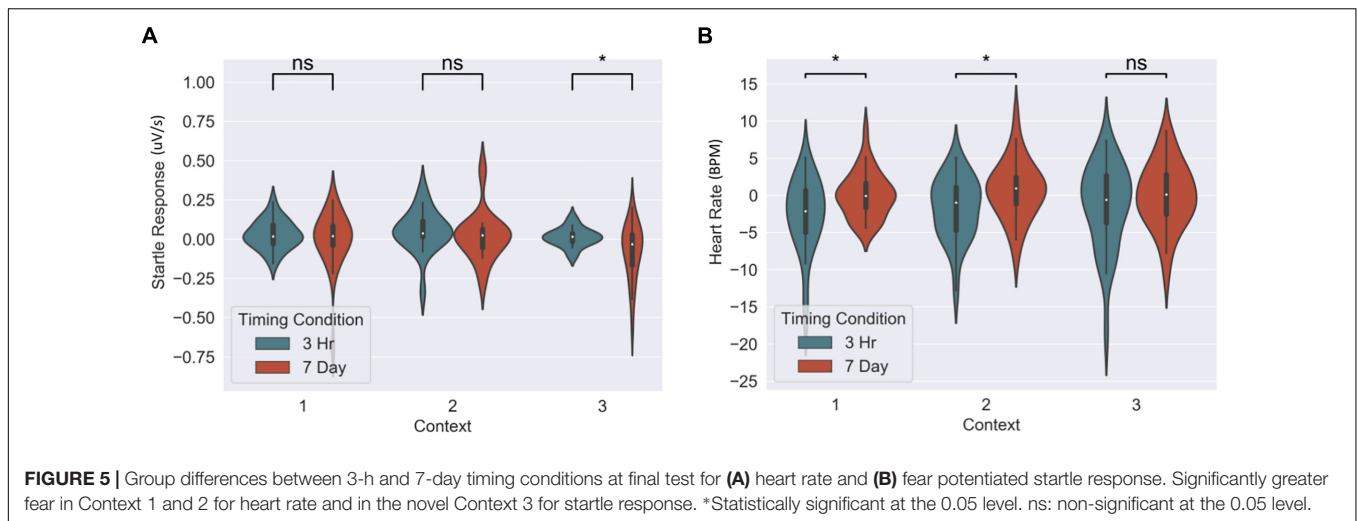 A
B
ns
ns
*
*
*
ns
Startle Response (uV/s)
1.00
0.75
0.50
0.25
0.00
−0.25
−0.50
−0.75
Timing Condition
3 Hr
7 Day
1
2
3
Context
Heart Rate (BPM)
15
10
5
0
−5
−10
−15
−20
−25
Timing Condition
3 Hr
7 Day
1
2
3
Context
FIGURE 5 | Group differences between 3-h and 7-day timing conditions at final test for (A) heart rate and (B) fear potentiated startle response. Significantly greater
fear in Context 1 and 2 for heart rate and in the novel Context 3 for startle response. *Statistically significant at the 0.05 level. ns: non-significant at the 0.05 level.